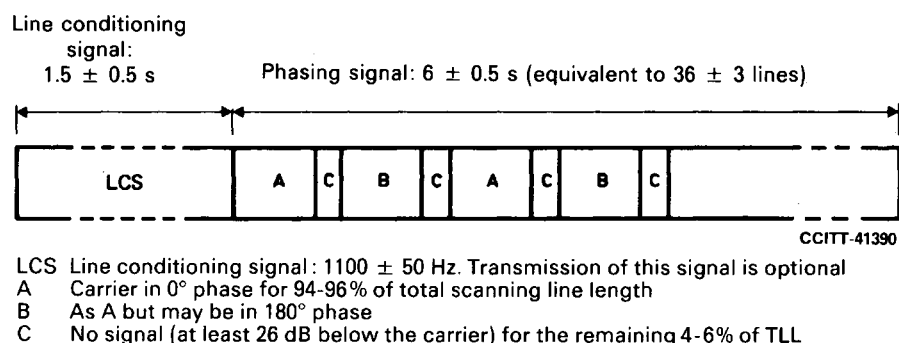 Line conditioning
signal:
1.5 ± 0.5 s
Phasing signal: 6 ± 0.5 s (equivalent to 36 ± 3 lines)
LCS A C B C A C B C
CCITT-41390
LCS Line conditioning signal: 1100 ± 50 Hz. Transmission of this signal is optional
A Carrier in 0° phase for 94-96% of total scanning line length
B As A but may be in 180° phase
C No signal (at least 26 dB below the carrier) for the remaining 4-6% of TLL